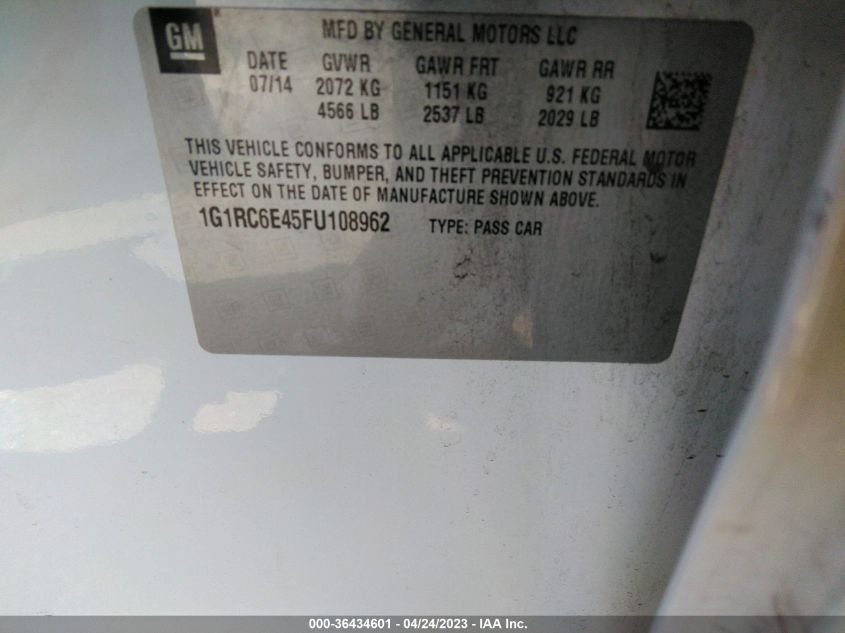 GM
MFD BY GENERAL MOTORS LLC
DATE GVWR GAWR FRT GAWR RR
07/14 2072 KG 1151 KG 921 KG
4566 LB 2537 LB 2029 LB
THIS VEHICLE CONFORMS TO ALL APPLICABLE U.S. FEDERAL MOTOR
VEHICLE SAFETY, BUMPER, AND THEFT PREVENTION STANDARDS IN
EFFECT ON THE DATE OF MANUFACTURE SHOWN ABOVE.
1G1RC6E45FU108962 TYPE: PASS CAR
000-36434601 - 04/24/2023 - IAA Inc.